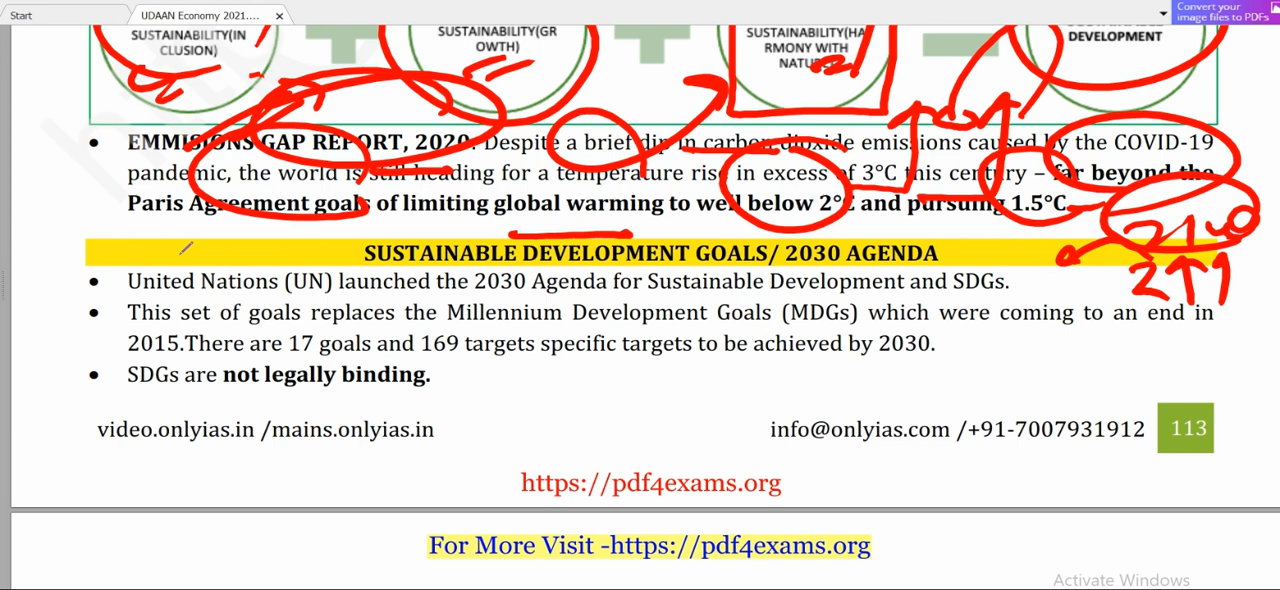 Start
UDAAN Economy 2021....
Convert your
image files to PDFs
SUSTAINABILITY(IN
CLUSION)
SUSTAINABILITY(GR
OWTH)
SUSTAINABILITY(HA
RMONY WITH
NATURE)
DEVELOPMENT
• EMMISIONS GAP REPORT, 2020: Despite a brief dip in carbon dioxide emissions caused by the COVID-19
pandemic, the world is still heading for a temperature rise in excess of 3°C this century – far beyond the
Paris Agreement goals of limiting global warming to well below 2°C and pursuing 1.5°C.
2↑↑
SUSTAINABLE DEVELOPMENT GOALS/ 2030 AGENDA
• United Nations (UN) launched the 2030 Agenda for Sustainable Development and SDGs.
• This set of goals replaces the Millennium Development Goals (MDGs) which were coming to an end in
2015.There are 17 goals and 169 targets specific targets to be achieved by 2030.
• SDGs are not legally binding.
video.onlyias.in /mains.onlyias.in
info@onlyias.com /+91-7007931912
113
https://pdf4exams.org
For More Visit -https://pdf4exams.org
Activate Windows